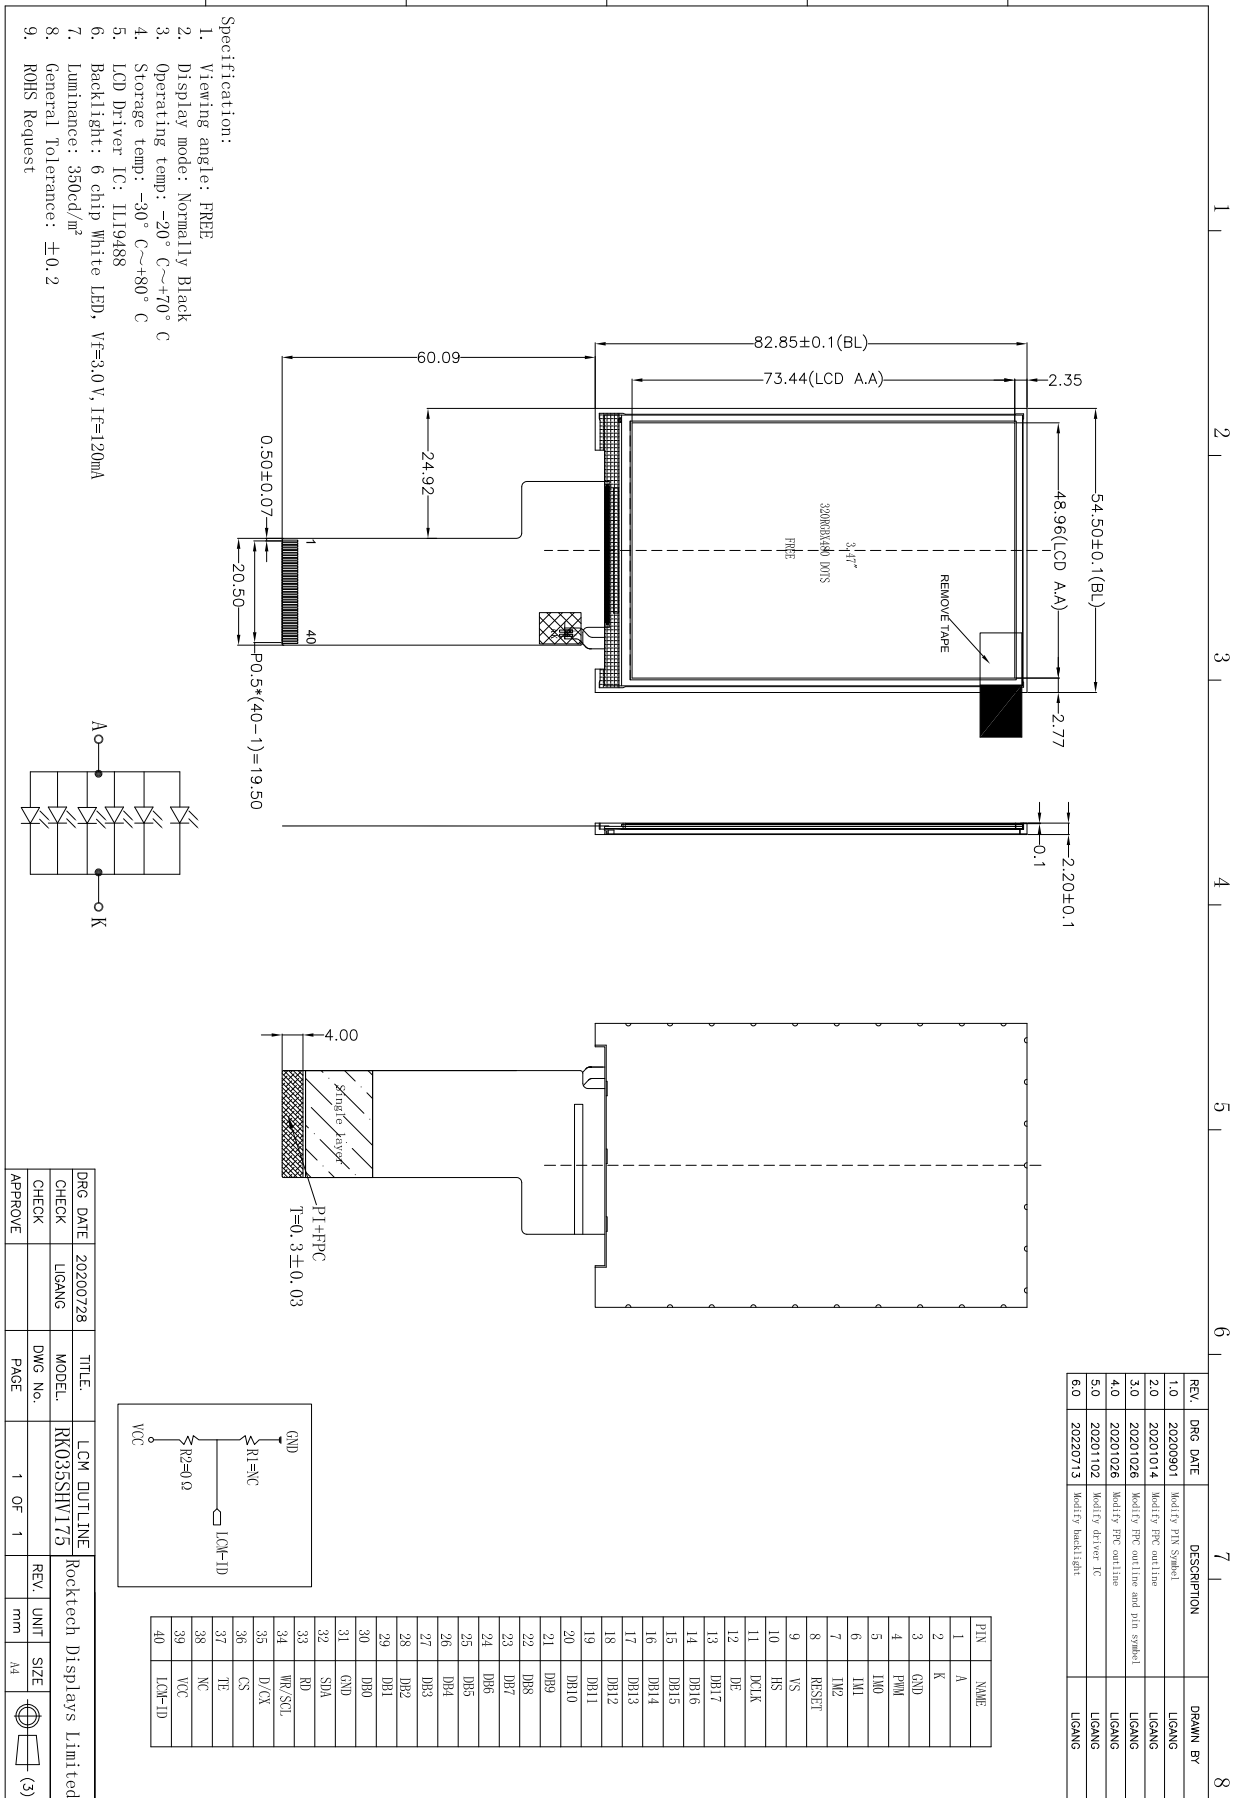 1
2
3
4
5
6
7
8
REV. DRG DATE DESCRIPTION DRAWN BY
1.0 20200901 Modify PIN Symbel LIGANG
2.0 20201014 Modify FPC outline LIGANG
3.0 20201026 Modify FPC outline and pin symbel LIGANG
4.0 20201026 Modify FPC outline LIGANG
5.0 20201102 Modify driver IC LIGANG
6.0 20220713 Modify backlight LIGANG
54.50±0.1(BL)
48.96(LCD A.A)
2.77
2.35
82.85±0.1(BL)
73.44(LCD A.A)
60.09
REMOVE TAPE
3.47"
320RGBX480 DOTS
FREE
24.92
1
40
0.50±0.07
20.50
P0.5*(40-1)=19.50
2.20±0.1
0.1
4.00
Single layer
PI+FPC
T=0.3±0.03
PIN NAME
1 A
2 K
3 GND
4 PWM
5 IM0
6 IM1
7 IM2
8 RESET
9 VS
10 HS
11 DCLK
12 DE
13 DB17
14 DB16
15 DB15
16 DB14
17 DB13
18 DB12
19 DB11
20 DB10
21 DB9
22 DB8
23 DB7
24 DB6
25 DB5
26 DB4
27 DB3
28 DB2
29 DB1
30 DB0
31 GND
32 SDA
33 RD
34 WR/SCL
35 D/CX
36 CS
37 TE
38 NC
39 VCC
40 LCM-ID
GND
R1=NC
LCM-ID
R2=0Ω
VCC
A
K
Specification:
1. Viewing angle: FREE
2. Display mode: Normally Black
3. Operating temp: -20° C～+70° C
4. Storage temp: -30° C～+80° C
5. LCD Driver IC: ILI9488
6. Backlight: 6 chip White LED, Vf=3.0V, If=120mA
7. Luminance: 350cd/m²
8. General Tolerance: ±0.2
9. ROHS Request
DRG DATE 20200728 TITLE. LCM OUTLINE
CHECK LIGANG MODEL. RK035SHV175
Rocktech Displays Limited
CHECK DWG No. REV. UNIT SIZE
APPROVE PAGE 1 OF 1 mm A4 (3)